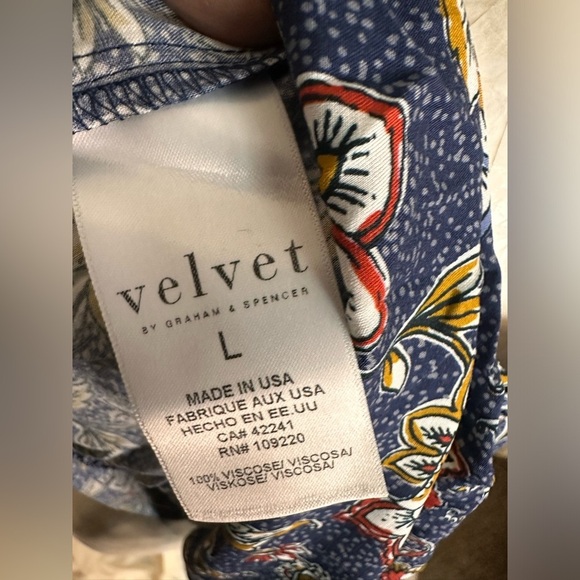 velvet
BY GRAHAM & SPENCER
L
MADE IN USA
FABRIQUE AUX USA
HECHO EN EE.UU
CA# 42241
RN# 109220
100% VISCOSE/ VISCOSA/
VISKOSE/ VISCOSA/